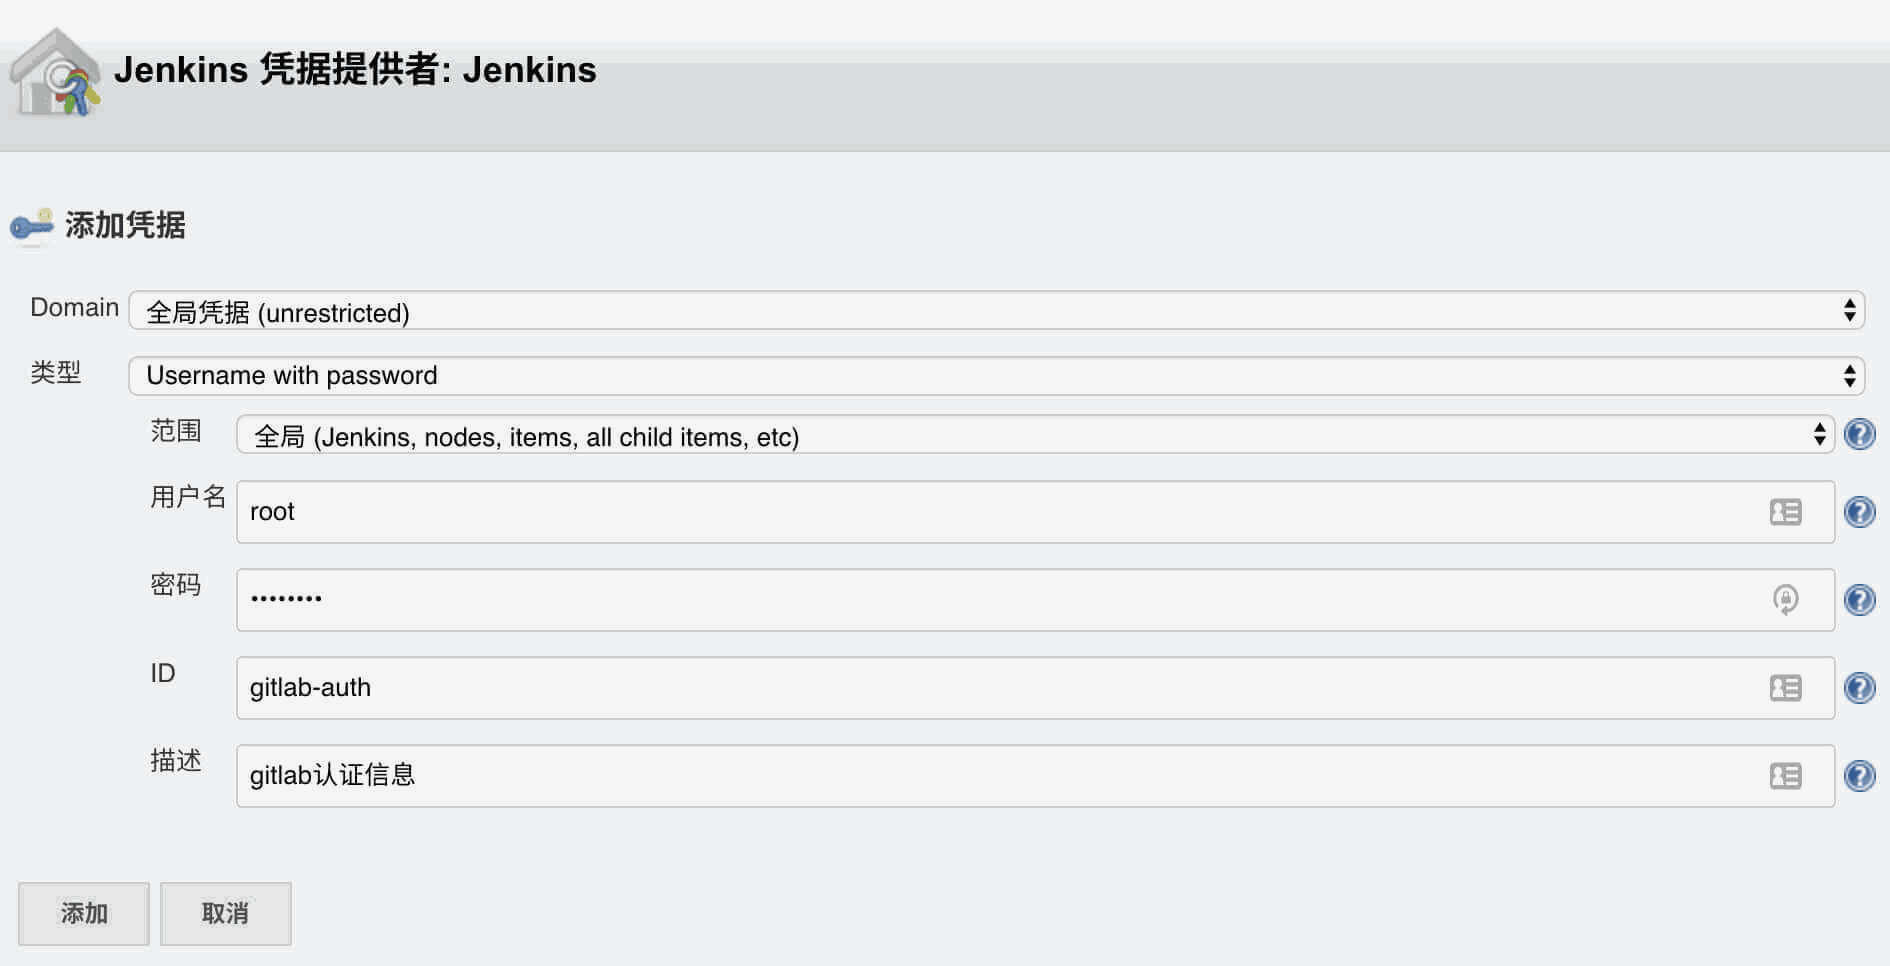 Jenkins 凭据提供者: Jenkins
添加凭据
Domain 全局凭据 (unrestricted)
类型 Username with password
范围 全局 (Jenkins, nodes, items, all child items, etc)
用户名 root
密码 ••••••••
ID gitlab-auth
描述 gitlab认证信息
添加 取消